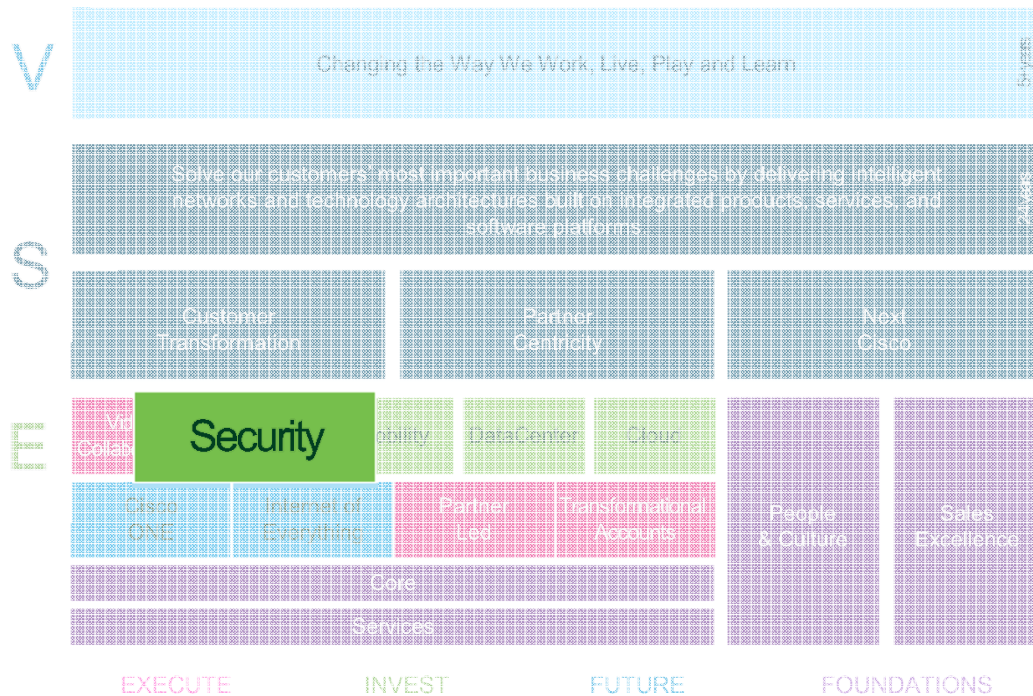 V
Changing the Way We Work, Live, Play and Learn
5-years
S
Solve our customers' most important business challenges by delivering intelligent
networks and technology architectures built on integrated products, services, and
software platforms.
Customer
Transformation
Partner
Centricity
Next
Cisco
E
Security
DataCenter
Cloud
Cisco
ONE
Internet of
Everything
Partner
Led
Transformational
Accounts
People
& Culture
Sales
Excellence
Core
Services
EXECUTE
INVEST
FUTURE
FOUNDATIONS